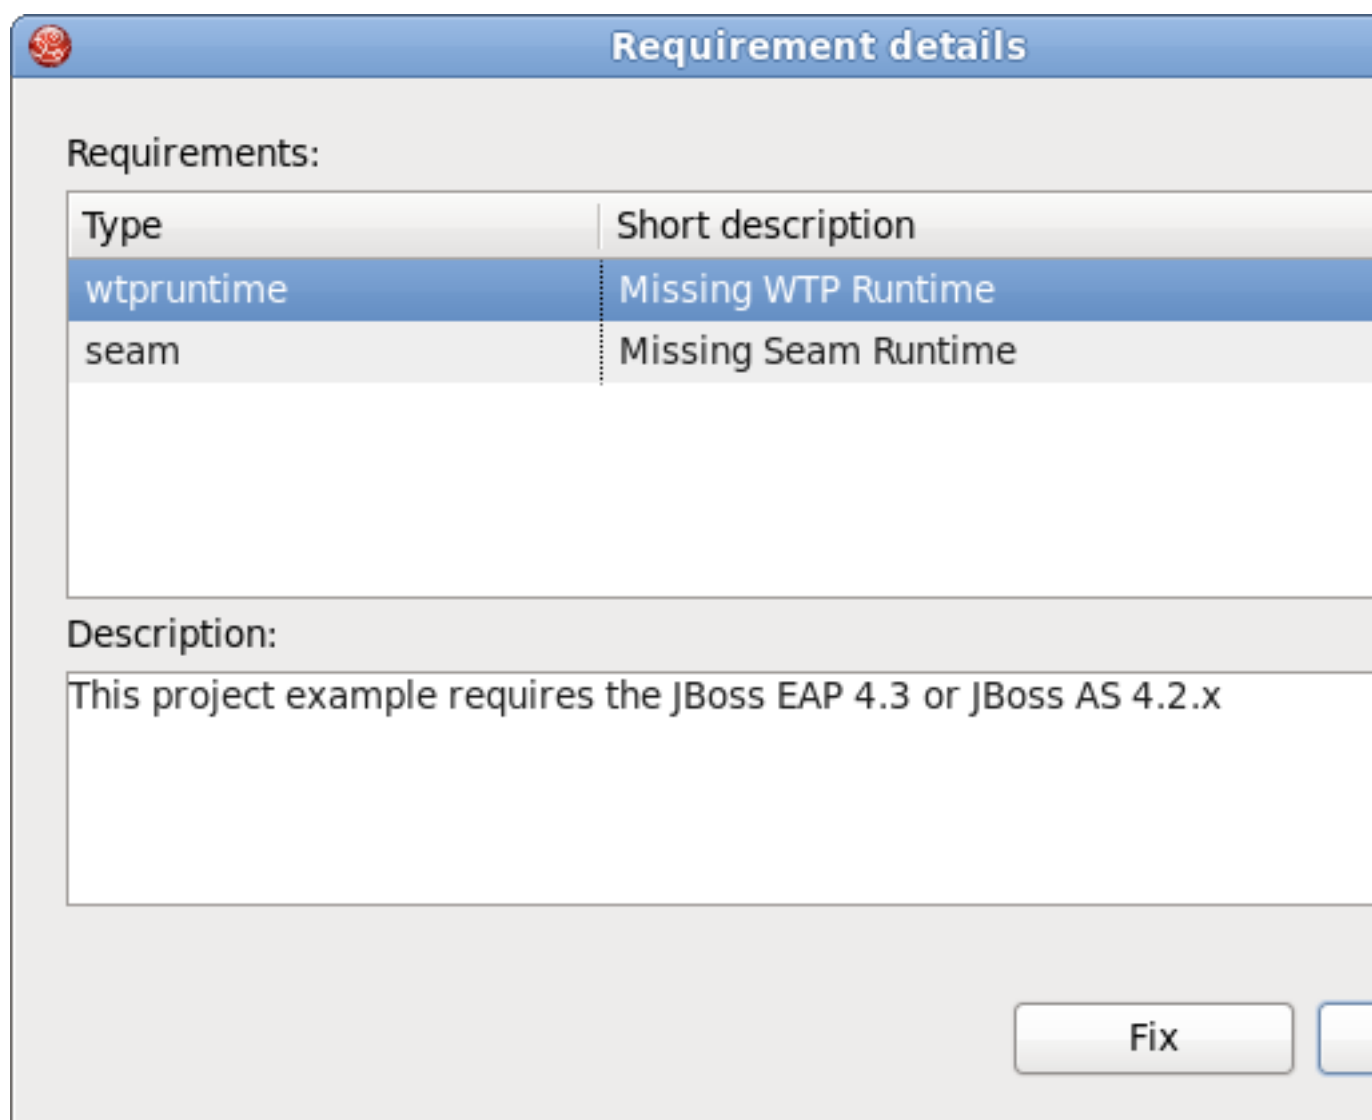 Requirement details
Requirements:
Type Short description
wtpruntime Missing WTP Runtime
seam Missing Seam Runtime
Description:
This project example requires the JBoss EAP 4.3 or JBoss AS 4.2.x
Fix